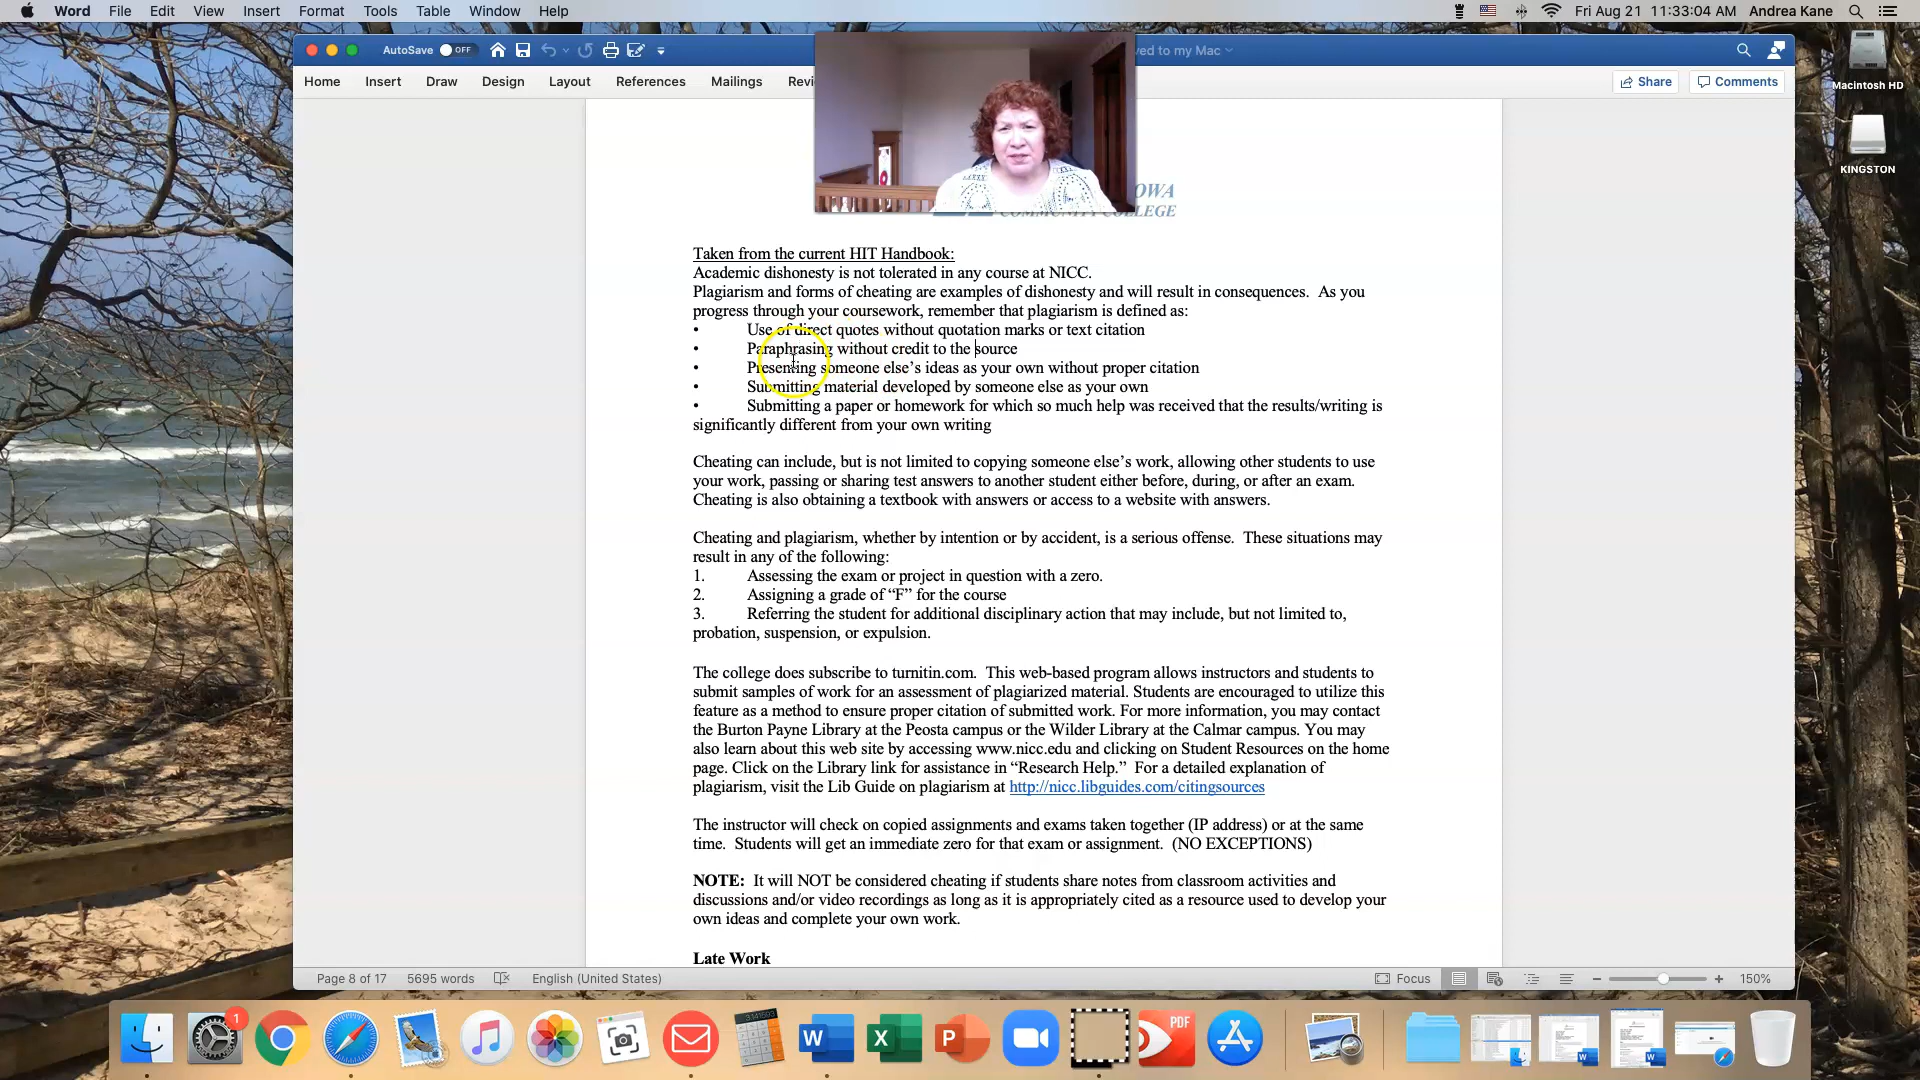 Word File Edit View Insert Format Tools Table Window Help Fri Aug 21 11:33:04 AM Andrea Kane
AutoSave OFF ved to my Mac
Home Insert Draw Design Layout References Mailings Revi Share Comments
Macintosh HD
KINGSTON
OWA
COMMUNITY COLLEGE
Taken from the current HIT Handbook:
Academic dishonesty is not tolerated in any course at NICC.
Plagiarism and forms of cheating are examples of dishonesty and will result in consequences. As you
progress through your coursework, remember that plagiarism is defined as:
• Use of direct quotes without quotation marks or text citation
• Paraphrasing without credit to the source
• Presenting someone else’s ideas as your own without proper citation
• Submitting material developed by someone else as your own
• Submitting a paper or homework for which so much help was received that the results/writing is
significantly different from your own writing
Cheating can include, but is not limited to copying someone else’s work, allowing other students to use
your work, passing or sharing test answers to another student either before, during, or after an exam.
Cheating is also obtaining a textbook with answers or access to a website with answers.
Cheating and plagiarism, whether by intention or by accident, is a serious offense. These situations may
result in any of the following:
1. Assessing the exam or project in question with a zero.
2. Assigning a grade of “F” for the course
3. Referring the student for additional disciplinary action that may include, but not limited to,
probation, suspension, or expulsion.
The college does subscribe to turnitin.com. This web-based program allows instructors and students to
submit samples of work for an assessment of plagiarized material. Students are encouraged to utilize this
feature as a method to ensure proper citation of submitted work. For more information, you may contact
the Burton Payne Library at the Peosta campus or the Wilder Library at the Calmar campus. You may
also learn about this web site by accessing www.nicc.edu and clicking on Student Resources on the home
page. Click on the Library link for assistance in “Research Help.” For a detailed explanation of
plagiarism, visit the Lib Guide on plagiarism at http://nicc.libguides.com/citingsources
The instructor will check on copied assignments and exams taken together (IP address) or at the same
time. Students will get an immediate zero for that exam or assignment. (NO EXCEPTIONS)
NOTE: It will NOT be considered cheating if students share notes from classroom activities and
discussions and/or video recordings as long as it is appropriately cited as a resource used to develop your
own ideas and complete your own work.
Late Work
Page 8 of 17 5695 words English (United States) Focus 150%
1
W X P PDF